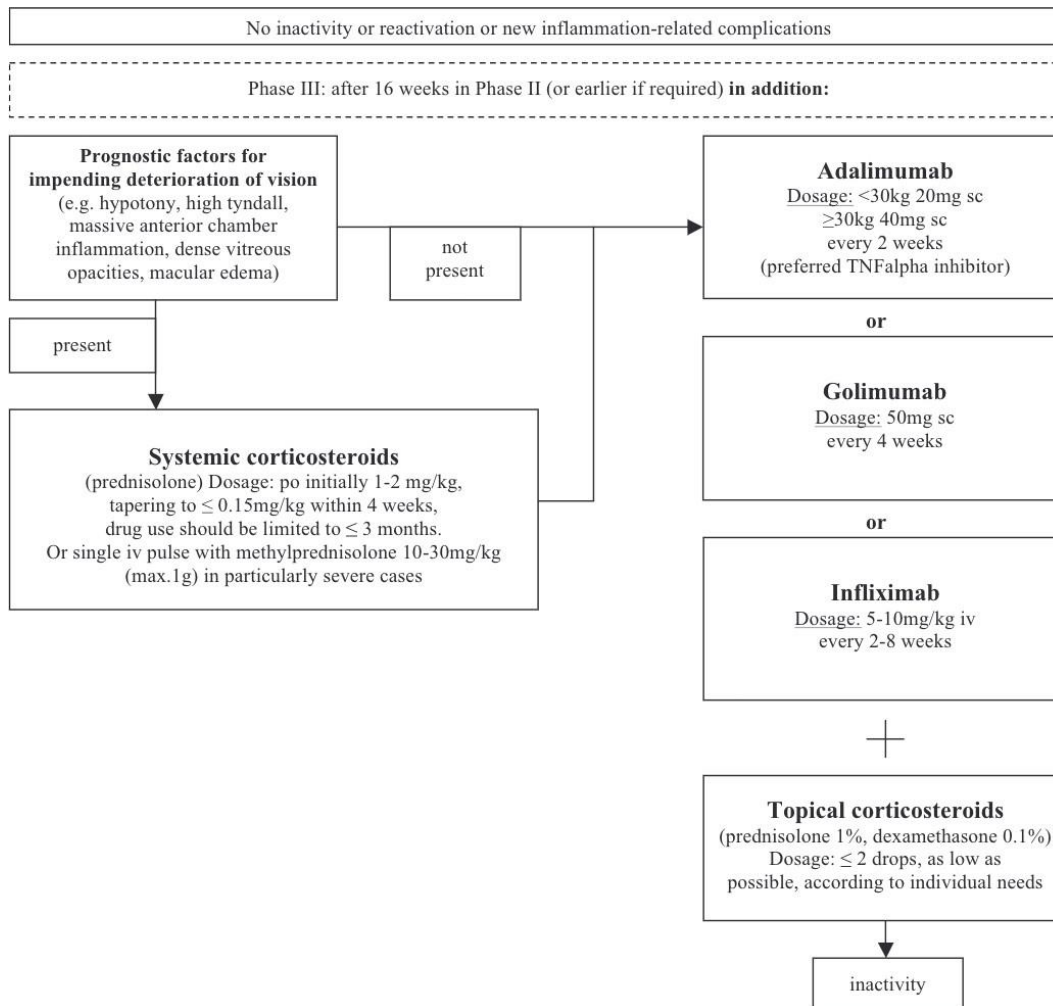 No inactivity or reactivation or new inflammation-related complications
Phase III: after 16 weeks in Phase II (or earlier if required) in addition:
Prognostic factors for
impending deterioration of vision
(e.g. hypotony, high tyndall,
massive anterior chamber
inflammation, dense vitreous
opacities, macular edema)
not
present
present
Systemic corticosteroids
(prednisolone) Dosage: po initially 1-2 mg/kg,
tapering to ≤ 0.15mg/kg within 4 weeks,
drug use should be limited to ≤ 3 months.
Or single iv pulse with methylprednisolone 10-30mg/kg
(max.1g) in particularly severe cases
Adalimumab
Dosage: <30kg 20mg sc
≥30kg 40mg sc
every 2 weeks
(preferred TNFalpha inhibitor)
or
Golimumab
Dosage: 50mg sc
every 4 weeks
or
Infliximab
Dosage: 5-10mg/kg iv
every 2-8 weeks
+
Topical corticosteroids
(prednisolone 1%, dexamethasone 0.1%)
Dosage: ≤ 2 drops, as low as
possible, according to individual needs
inactivity